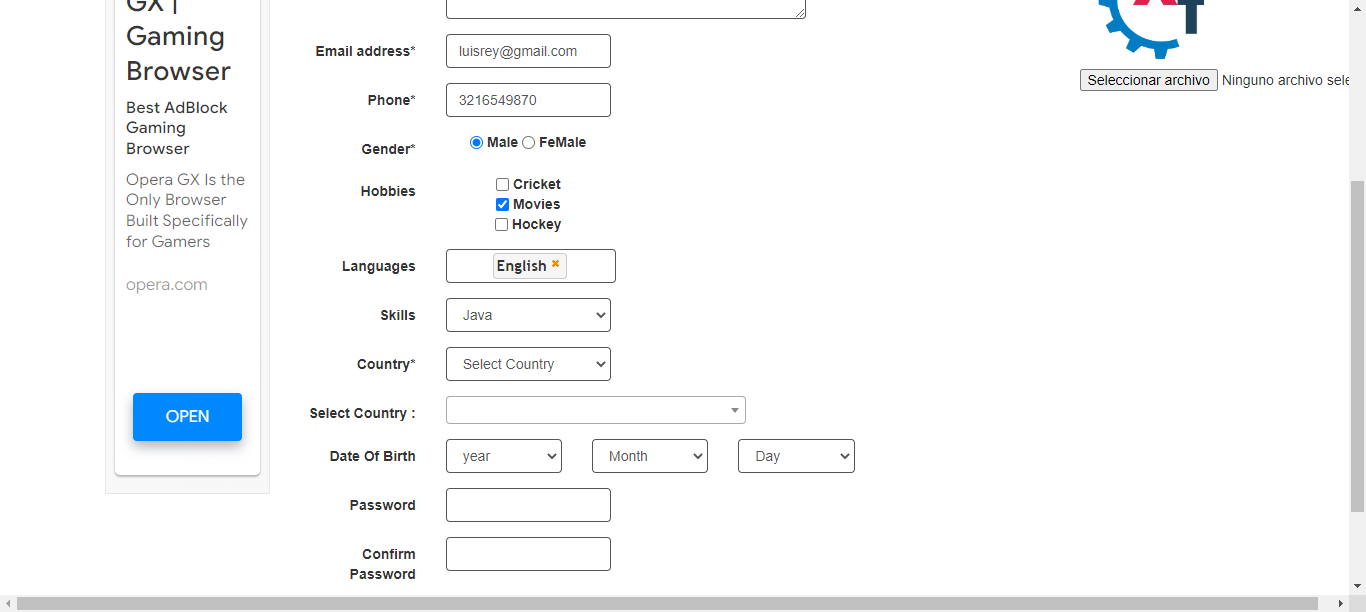 GX |
Gaming
Browser
Best AdBlock
Gaming
Browser
Opera GX Is the
Only Browser
Built Specifically
for Gamers
opera.com
OPEN
Email address*
luisrey@gmail.com
Phone*
3216549870
Gender*
Male FeMale
Hobbies
Cricket
Movies
Hockey
Languages
English
Skills
Java
Country*
Select Country
Select Country :
Date Of Birth
year Month Day
Password
Confirm
Password
Seleccionar archivo Ninguno archivo sele